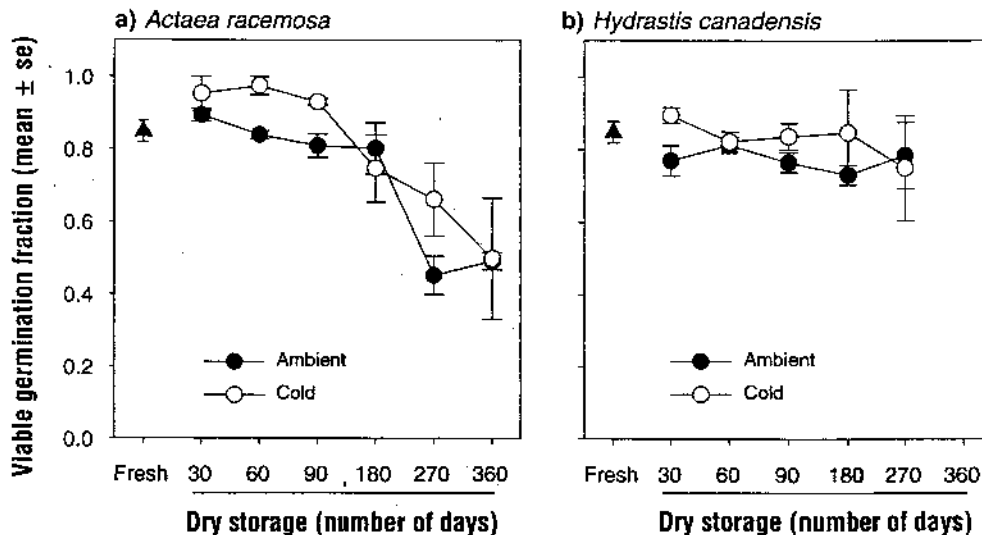 a) Actaea racemosa
b) Hydrastis canadensis
Viable germination fraction (mean ± se)
1.0
0.8
0.6
0.4
0.2
0.0
Ambient
Cold
Ambient
Cold
Fresh 30 60 90 180 270 360
Fresh 30 60 90 180 270 360
Dry storage (number of days)
Dry storage (number of days)